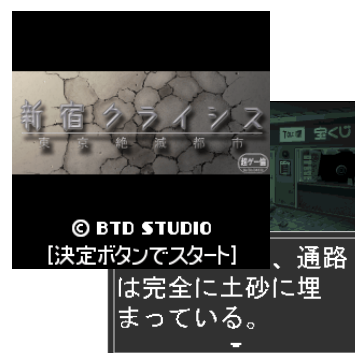 新宿クライシス
東京絶滅都市
超ゲー魂
© BTD STUDIO
[決定ボタンでスタート]
宝くじ
、通路
は完全に土砂に埋
まっている。